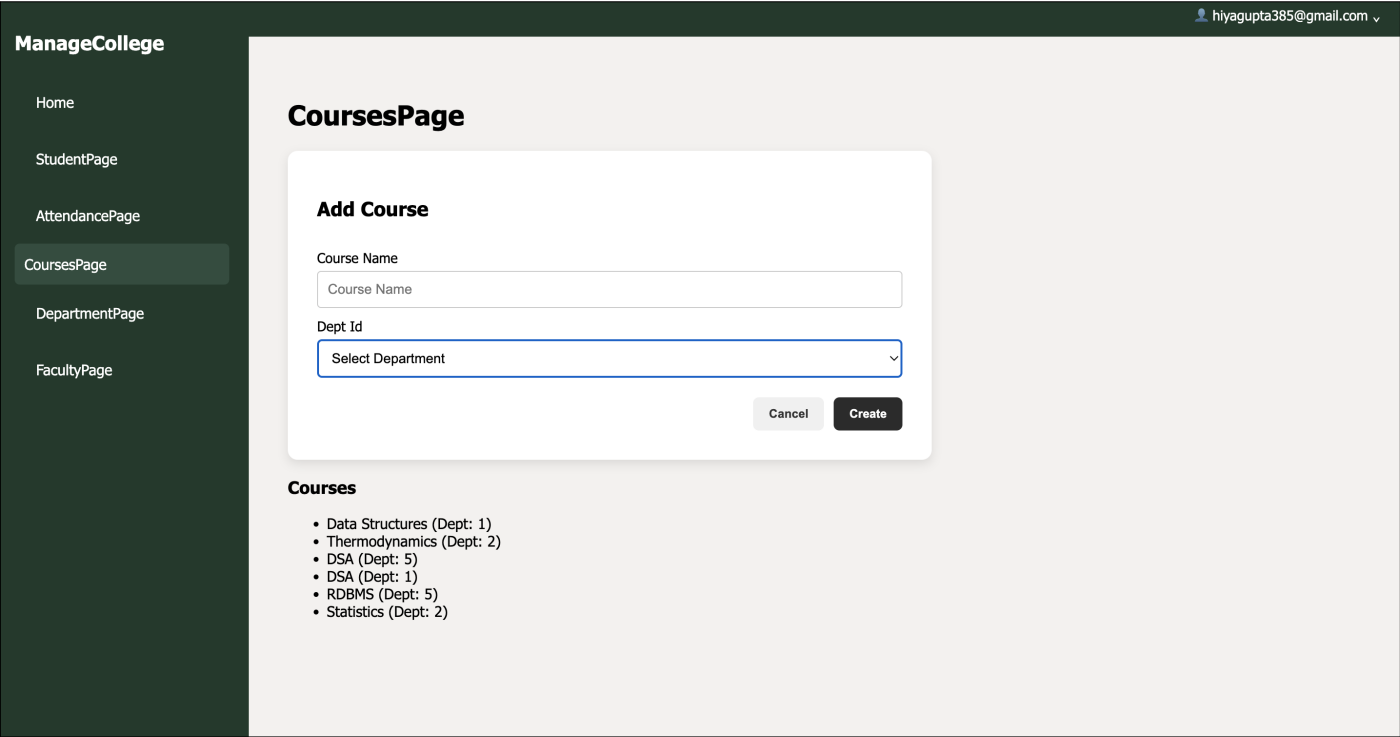 hiyagupta385@gmail.com
ManageCollege
Home
StudentPage
AttendancePage
CoursesPage
DepartmentPage
FacultyPage
CoursesPage
Add Course
Course Name
Course Name
Dept Id
Select Department
Cancel Create
Courses
• Data Structures (Dept: 1)
• Thermodynamics (Dept: 2)
• DSA (Dept: 5)
• DSA (Dept: 1)
• RDBMS (Dept: 5)
• Statistics (Dept: 2)